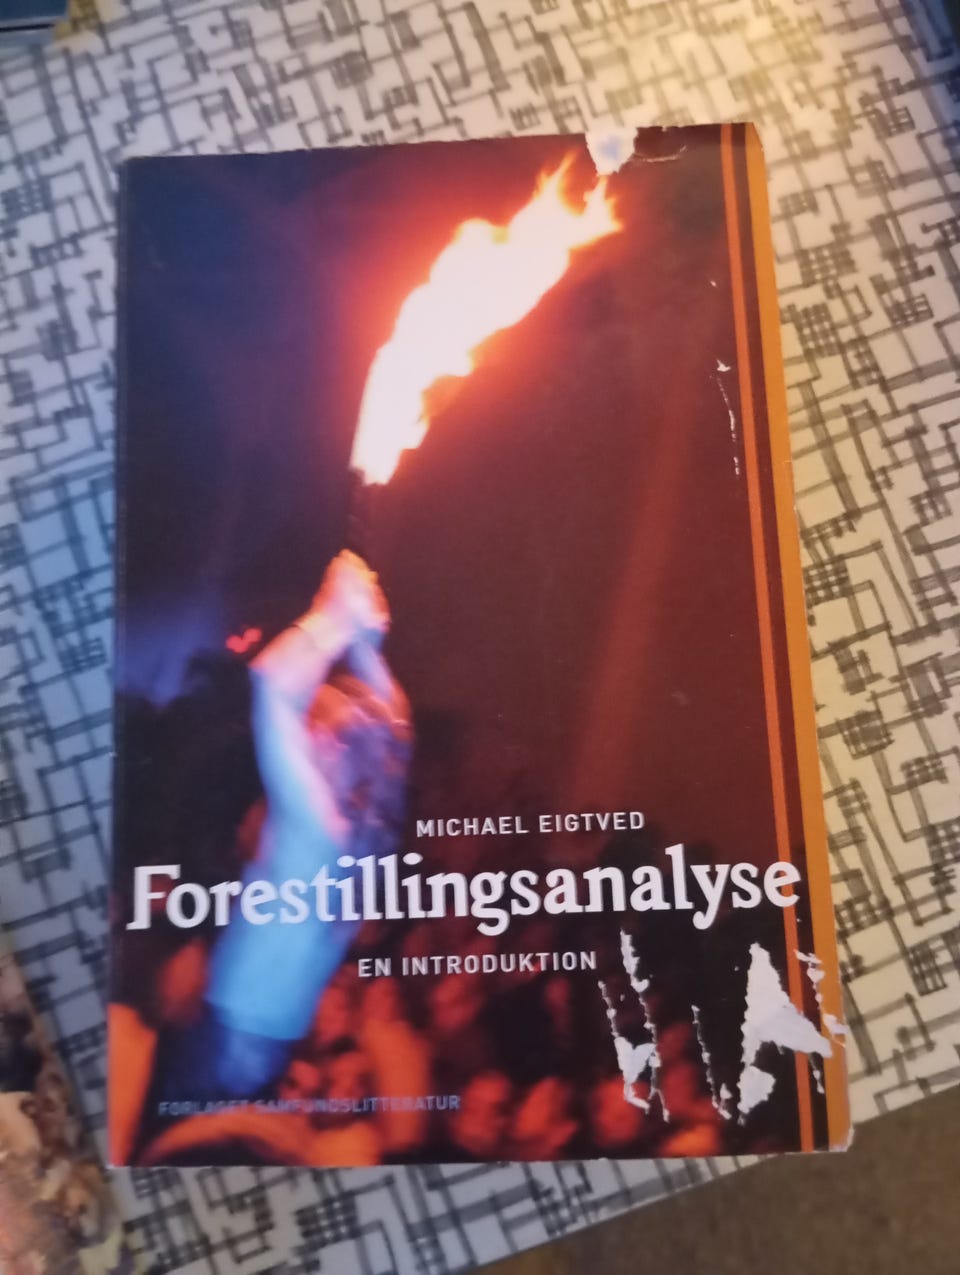 MICHAEL EIGTVED
Forestillingsanalyse
EN INTRODUKTION
FORLAGET SAMFUNDSLITTERATUR